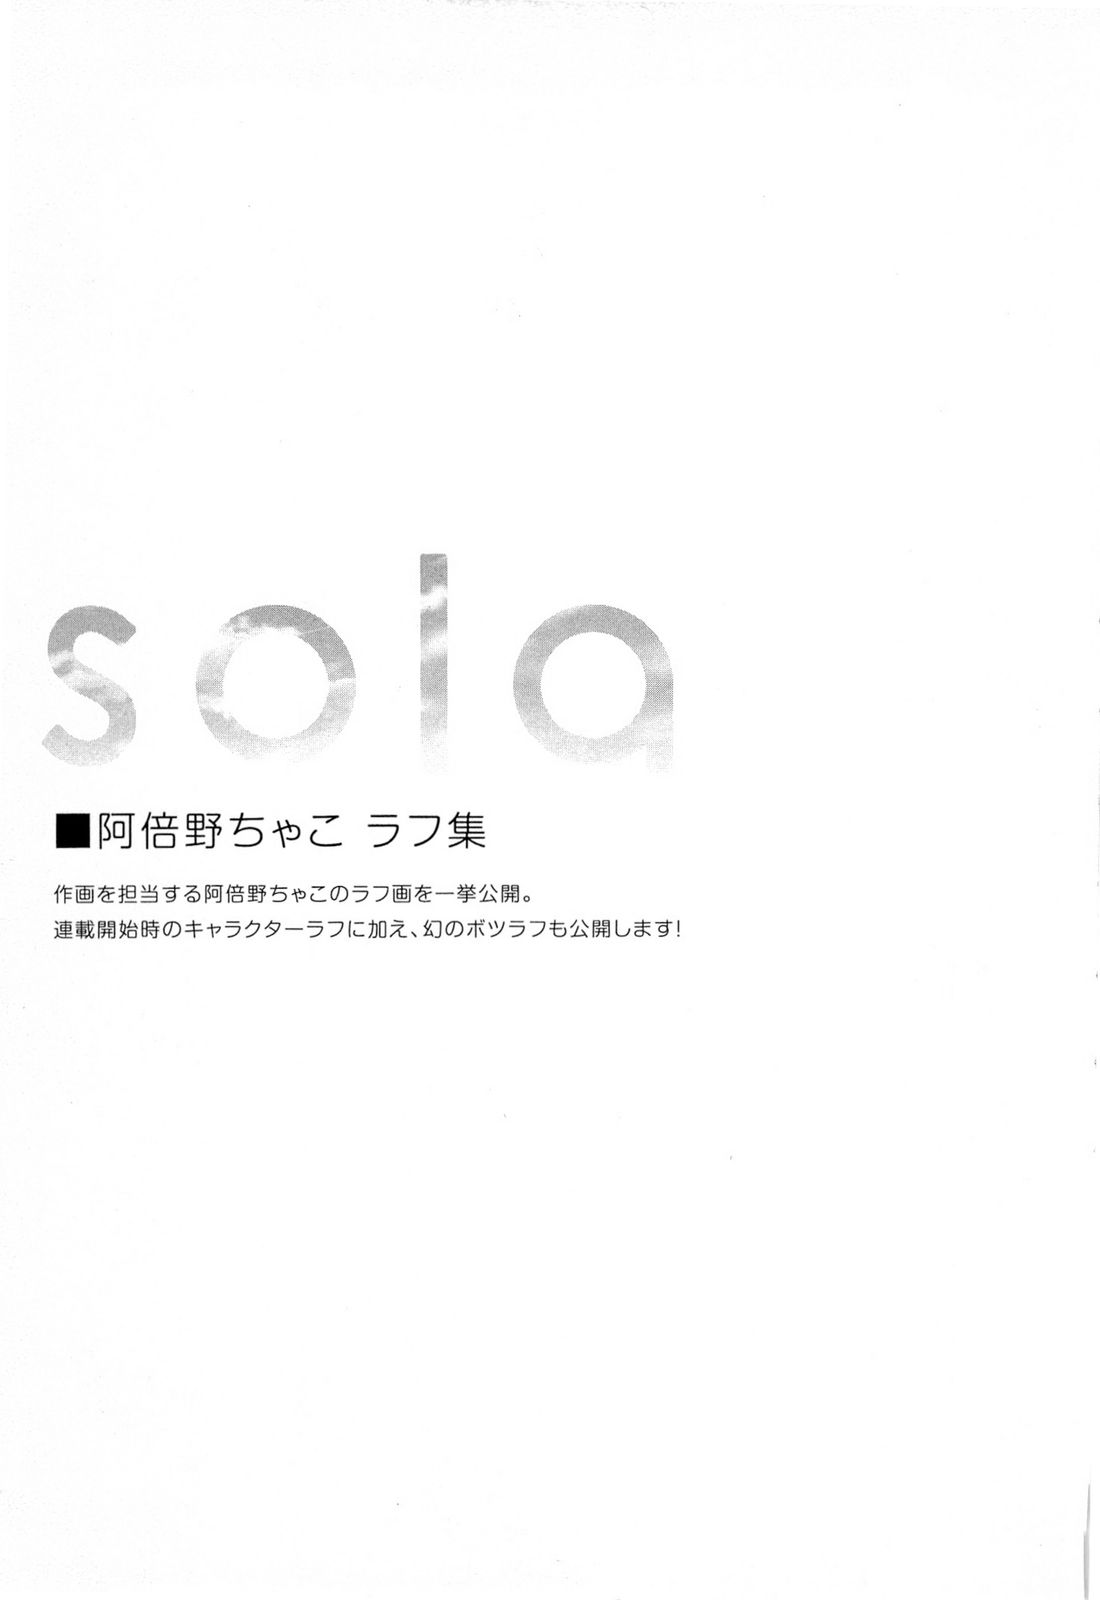 sola
■阿倍野ちゃこ ラフ集
作画を担当する阿倍野ちゃこのラフ画を一挙公開。
連載開始時のキャラクターラフに加え、幻のボツラフも公開します!